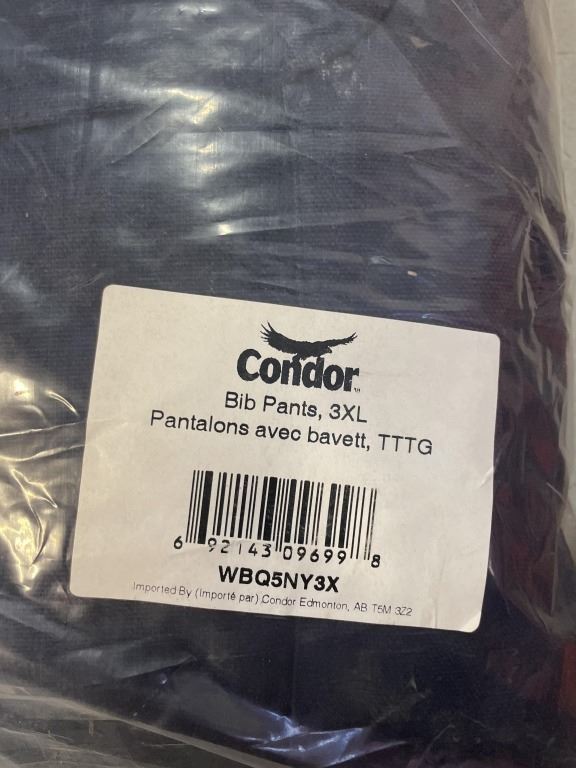 Condor
Bib Pants, 3XL
Pantalons avec bavett, TTTG
6 92143 09699 8
WBQ5NY3X
Imported By (Importé par) Condor Edmonton, AB T5M 3Z2